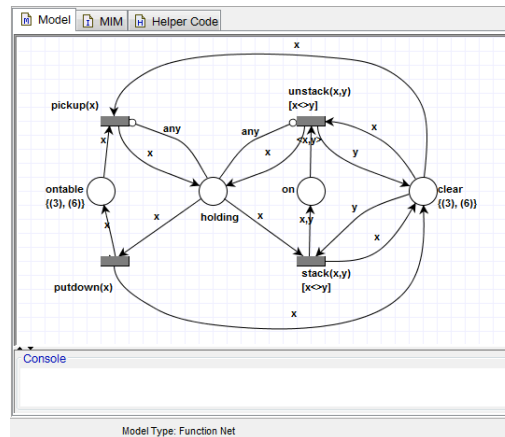 Model
MIM
Helper Code
x
pickup(x)
unstack(x,y)
[x<>y]
any
any
x
x
x
x
<x,y>
y
ontable
{(3), (6)}
holding
on
clear
{(3), (6)}
x
x
x
x,y
y
x
putdown(x)
stack(x,y)
[x<>y]
x
Console
Model Type: Function Net